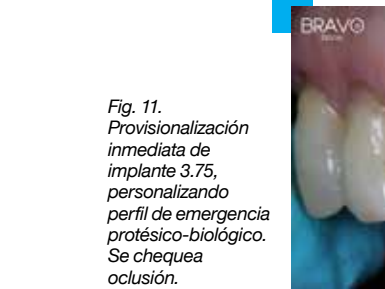 BRAVO
Fig. 11.
Provisionalización
inmediata de
implante 3.75,
personalizando
perfil de emergencia
protésico-biológico.
Se chequea
oclusión.